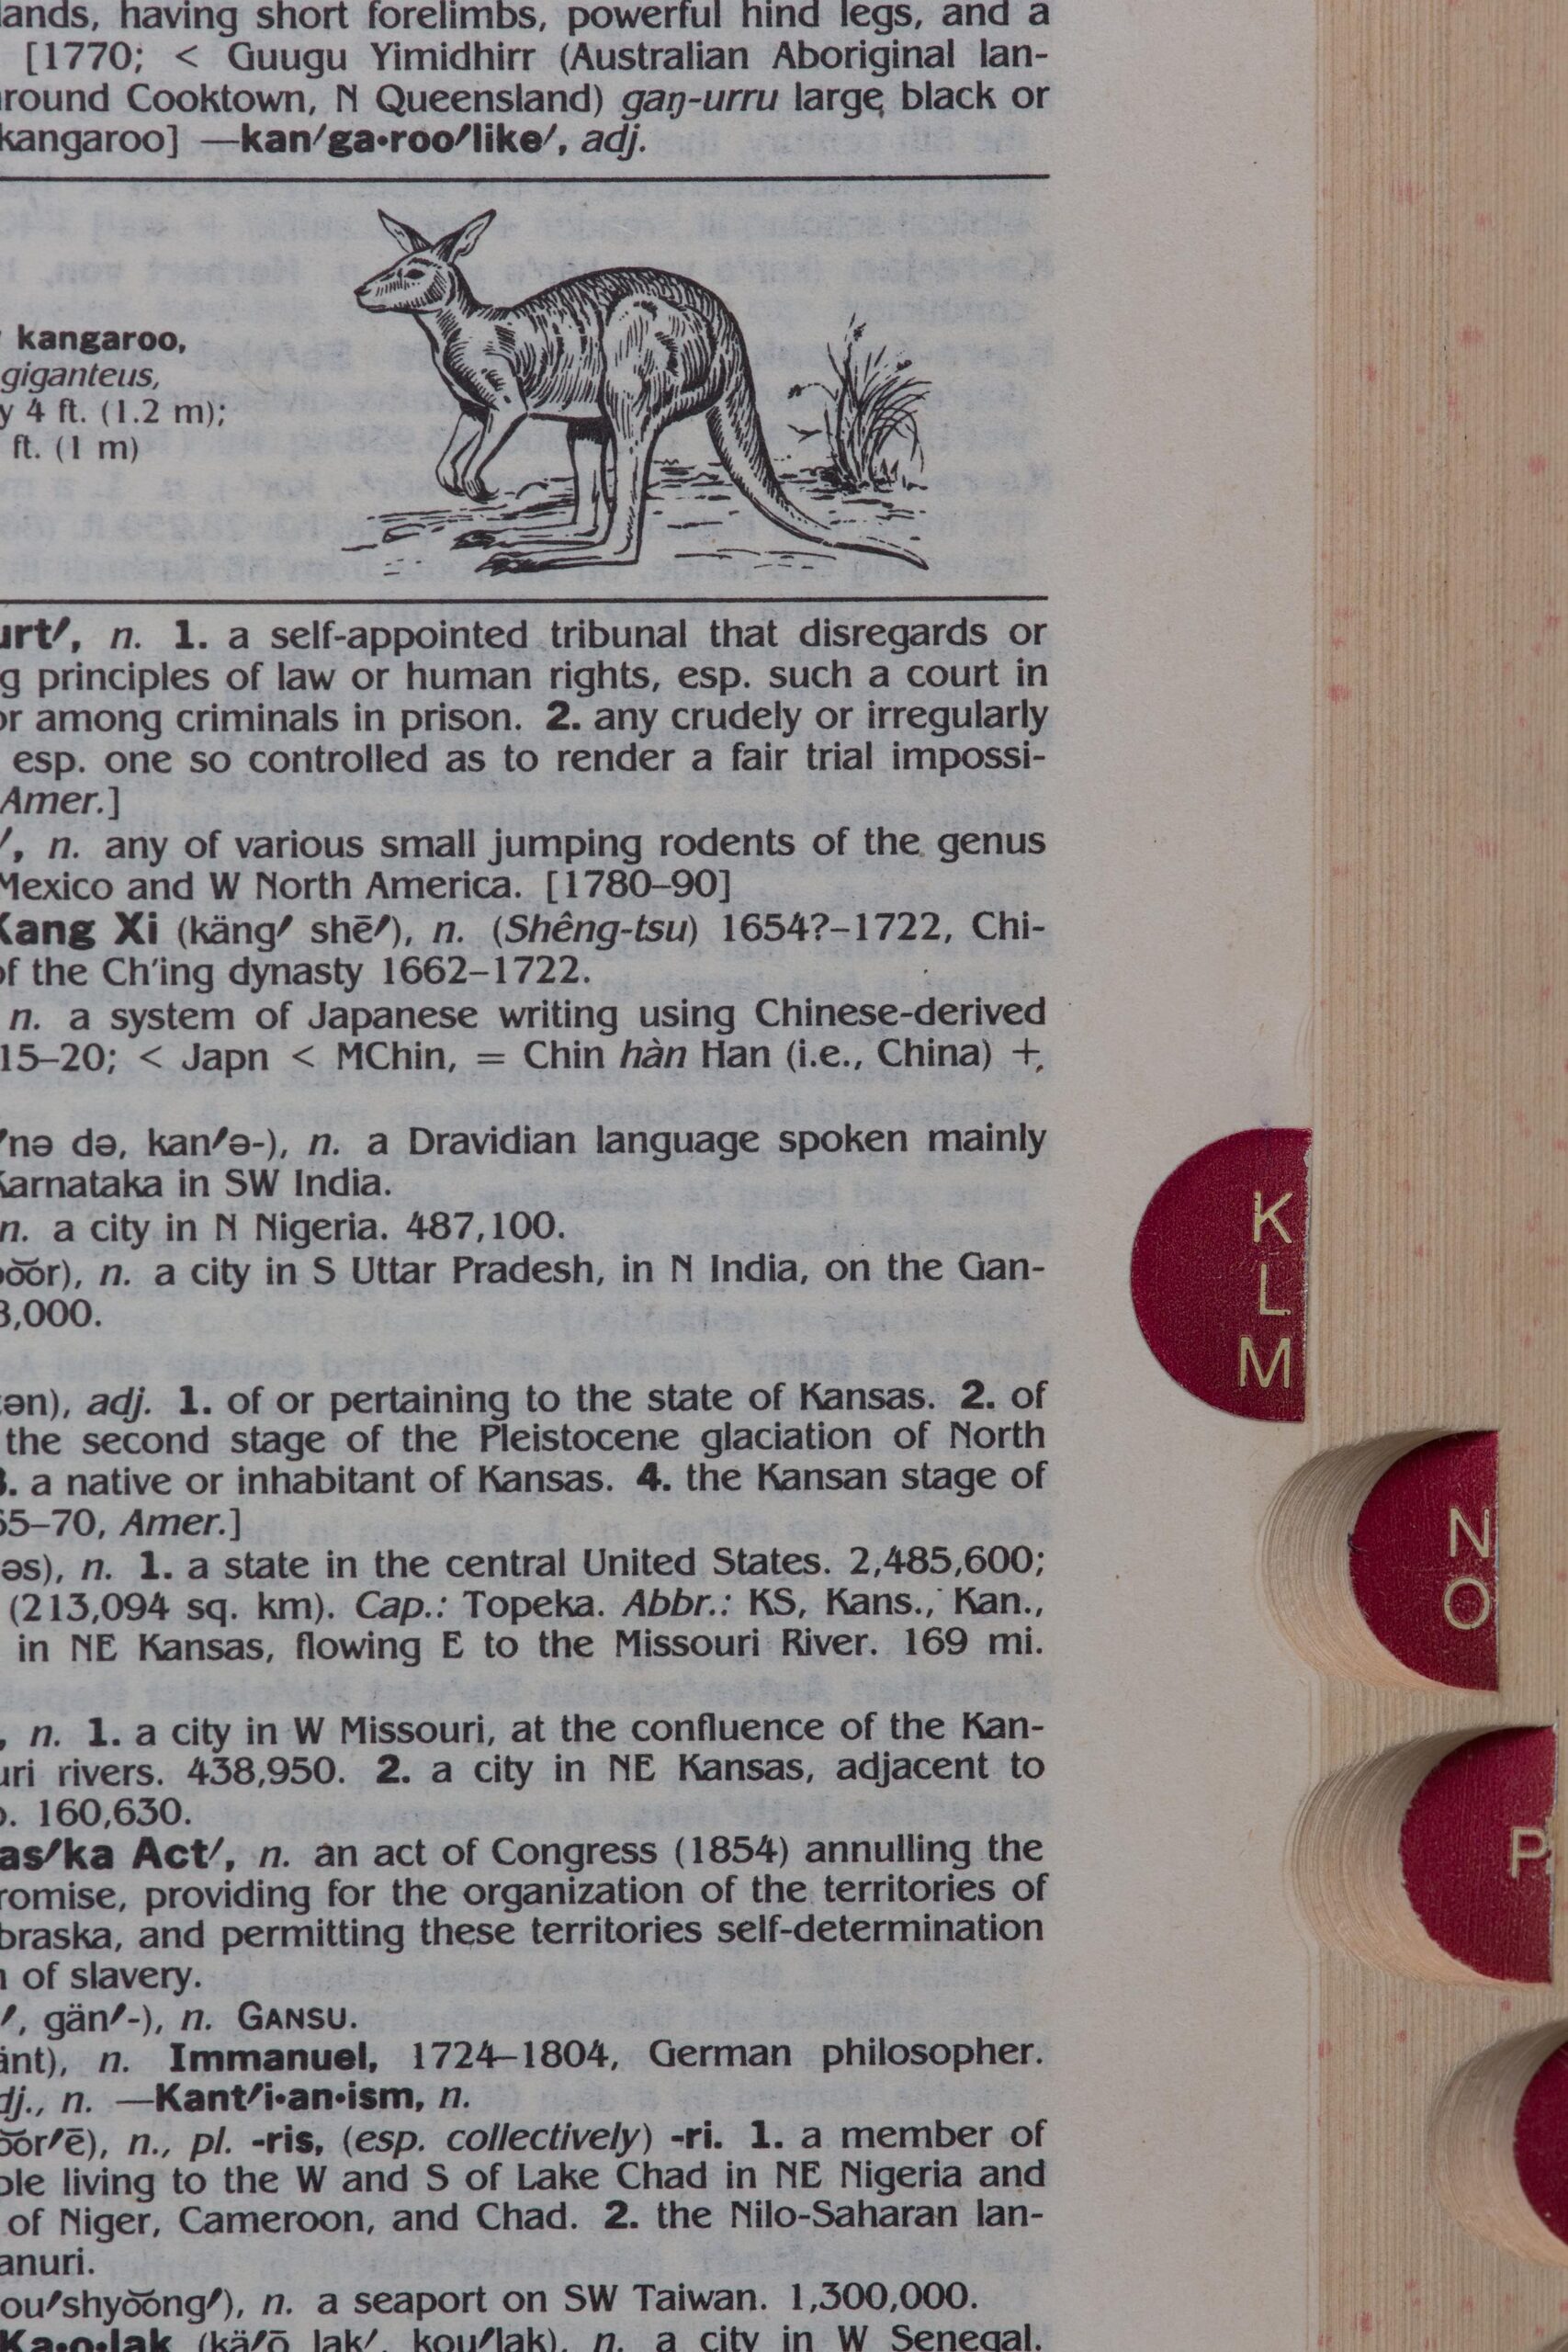 lands, having short forelimbs, powerful hind legs, and a
[1770; < Guugu Yimidhirr (Australian Aboriginal lan-
around Cooktown, N Queensland) gaŋ-urru large black or
kangaroo] —kan′ga•roo′like′, adj.
kangaroo,
giganteus,
y 4 ft. (1.2 m);
ft. (1 m)
urt′, n. 1. a self-appointed tribunal that disregards or
g principles of law or human rights, esp. such a court in
or among criminals in prison. 2. any crudely or irregularly
esp. one so controlled as to render a fair trial impossi-
Amer.]
′, n. any of various small jumping rodents of the genus
Mexico and W North America. [1780–90]
Kang Xi (käng′ shē′), n. (Shêng-tsu) 1654?–1722, Chi-
of the Ch'ing dynasty 1662–1722.
n. a system of Japanese writing using Chinese-derived
15–20; < Japn < MChin, = Chin hàn Han (i.e., China) +
′nə də, kan′ə-), n. a Dravidian language spoken mainly
Karnataka in SW India.
n. a city in N Nigeria. 487,100.
po͝or), n. a city in S Uttar Pradesh, in N India, on the Gan-
3,000.
zən), adj. 1. of or pertaining to the state of Kansas. 2. of
the second stage of the Pleistocene glaciation of North
3. a native or inhabitant of Kansas. 4. the Kansan stage of
65–70, Amer.]
əs), n. 1. a state in the central United States. 2,485,600;
(213,094 sq. km). Cap.: Topeka. Abbr.: KS, Kans., Kan.,
in NE Kansas, flowing E to the Missouri River. 169 mi.
, n. 1. a city in W Missouri, at the confluence of the Kan-
uri rivers. 438,950. 2. a city in NE Kansas, adjacent to
o. 160,630.
as′ka Act′, n. an act of Congress (1854) annulling the
romise, providing for the organization of the territories of
braska, and permitting these territories self-determination
n of slavery.
′, gän′-), n. GANSU.
änt), n. Immanuel, 1724–1804, German philosopher.
dj., n. —Kant′i•an•ism, n.
o͝or′ē), n., pl. -ris, (esp. collectively) -ri. 1. a member of
ple living to the W and S of Lake Chad in NE Nigeria and
of Niger, Cameroon, and Chad. 2. the Nilo-Saharan lan-
anuri.
ou′shyo͝ong′), n. a seaport on SW Taiwan. 1,300,000.
Ka•o•lak (kä′ō lak′, kou′lak), n. a city in W Senegal.
K
L
M
N
O
P